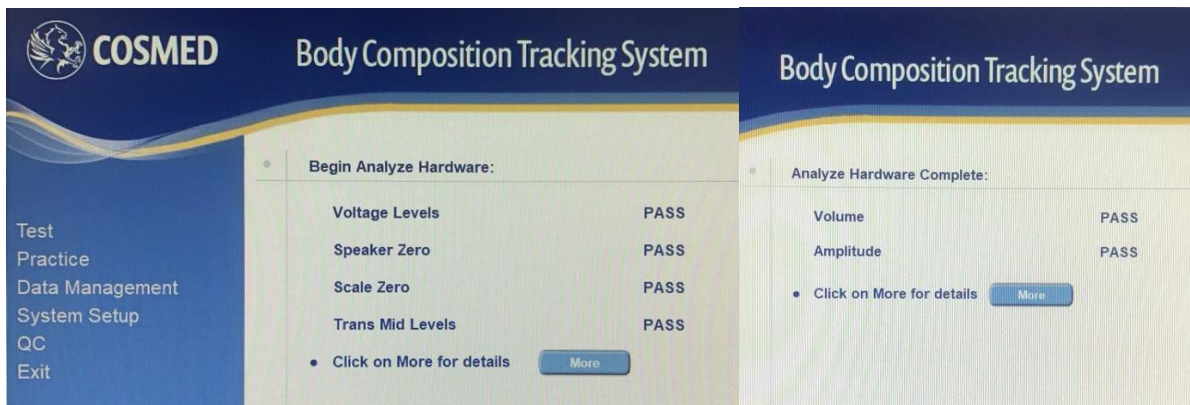 COSMED
Body Composition Tracking System
Begin Analyze Hardware:
Voltage Levels PASS
Speaker Zero PASS
Scale Zero PASS
Trans Mid Levels PASS
• Click on More for details More
Test
Practice
Data Management
System Setup
QC
Exit
Body Composition Tracking System
Analyze Hardware Complete:
Volume PASS
Amplitude PASS
• Click on More for details More